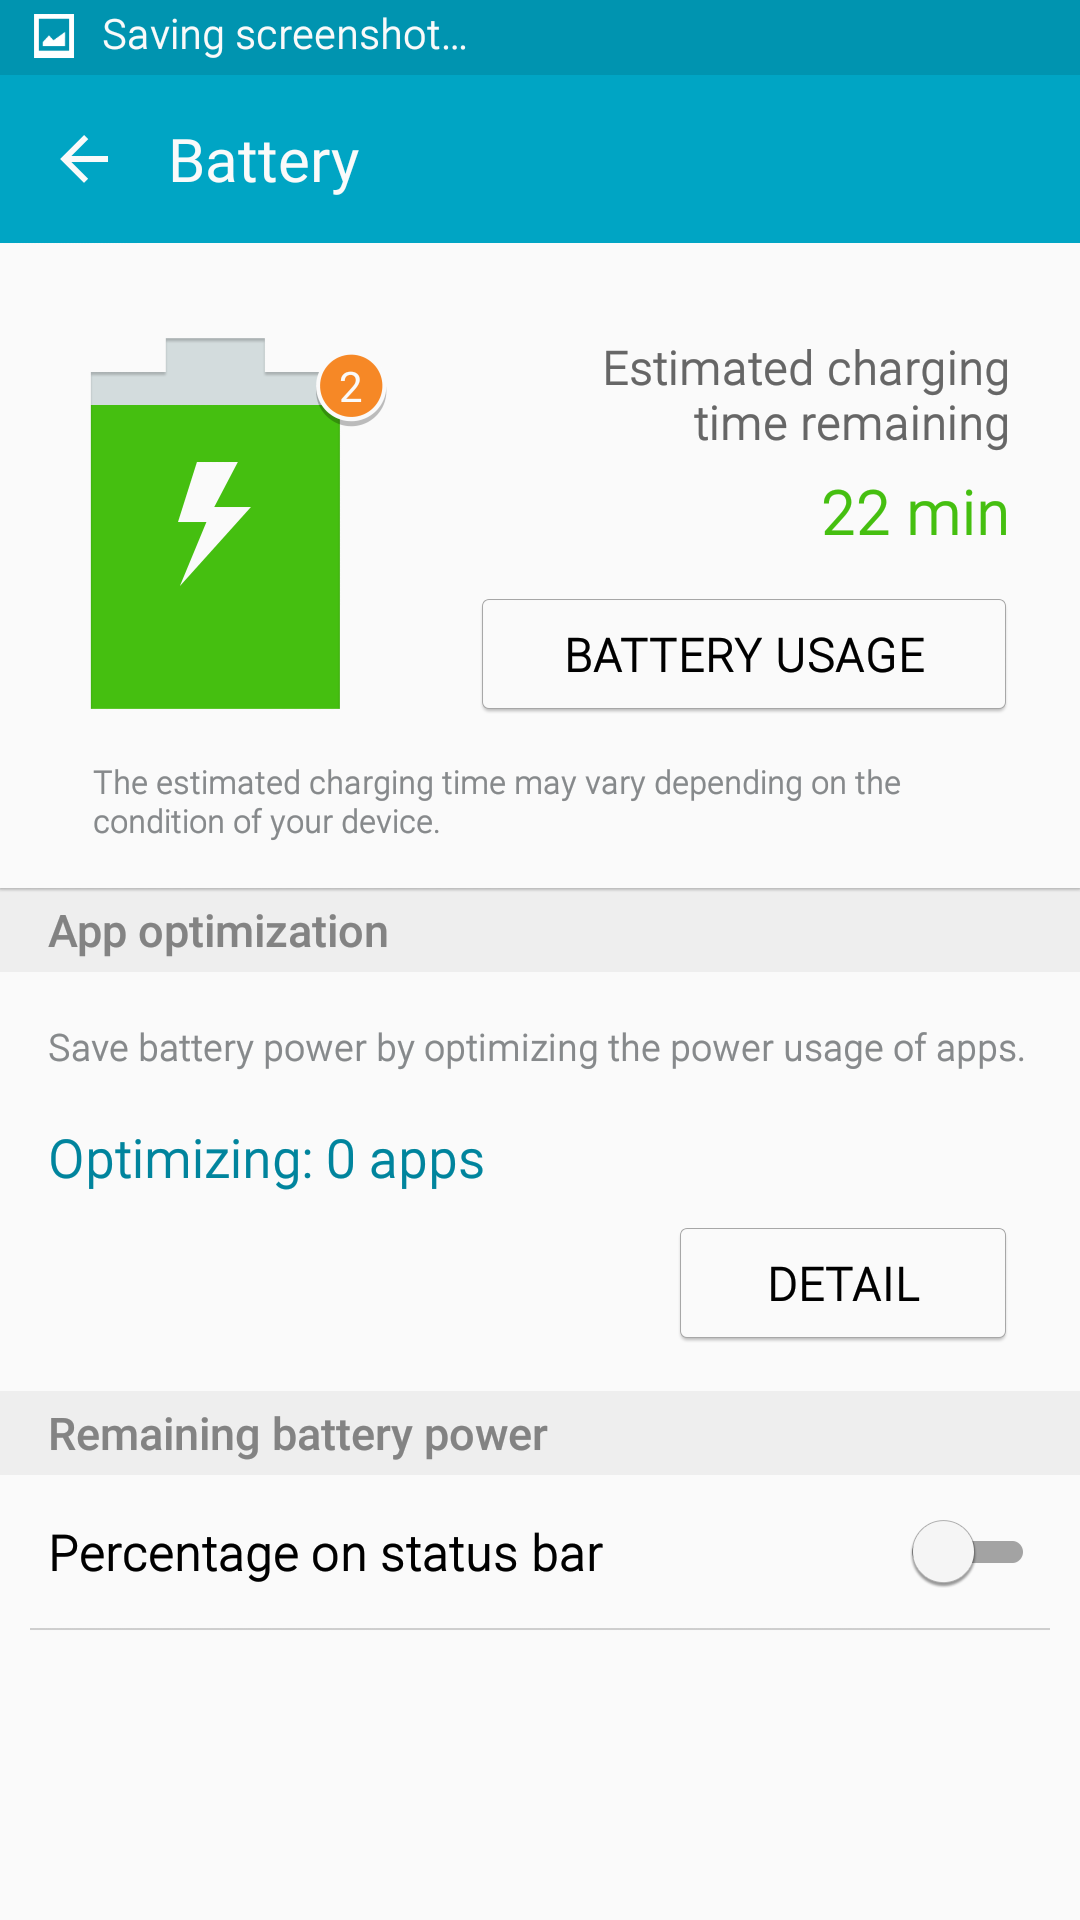 Saving screenshot...
Battery
2
Estimated charging
time remaining
22 min
BATTERY USAGE
The estimated charging time may vary depending on the
condition of your device.
App optimization
Save battery power by optimizing the power usage of apps.
Optimizing: 0 apps
DETAIL
Remaining battery power
Percentage on status bar